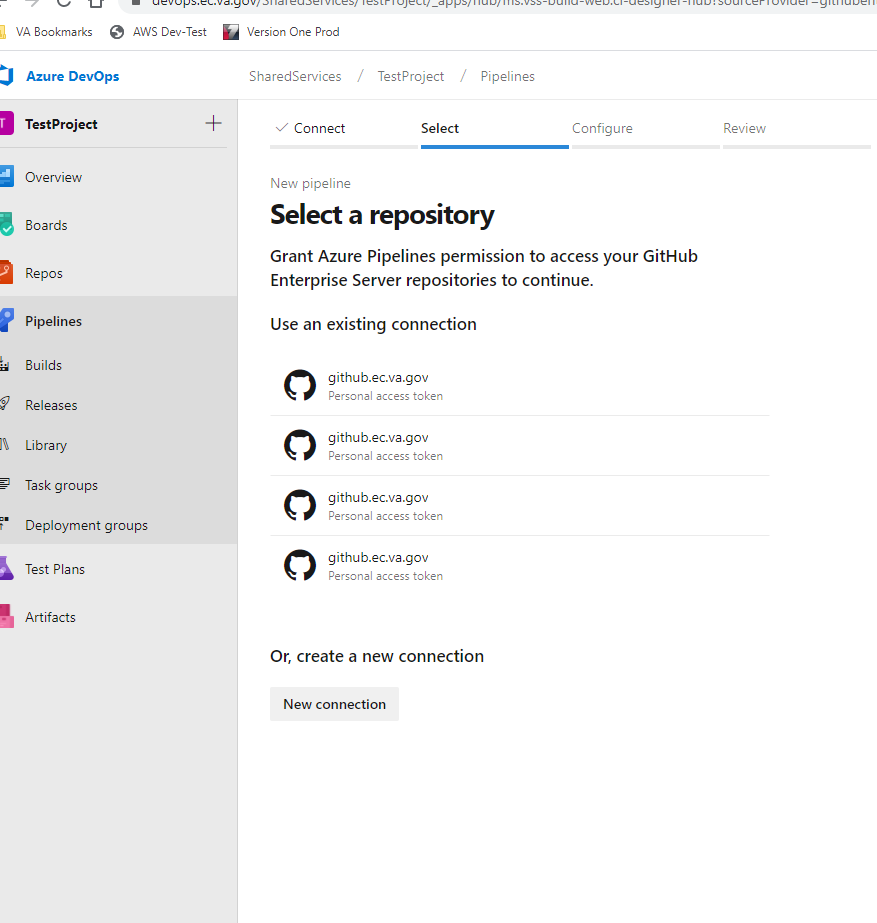 devops.ec.va.gov/SharedServices/TestProject/_apps/hub/ms.vss-build-web.ci-designer-hub?sourceProvider=githubent
VA Bookmarks AWS Dev-Test Version One Prod
Azure DevOps SharedServices / TestProject / Pipelines
T TestProject
Connect Select Configure Review
Overview
Boards
Repos
Pipelines
Builds
Releases
Library
Task groups
Deployment groups
Test Plans
Artifacts
New pipeline
Select a repository
Grant Azure Pipelines permission to access your GitHub
Enterprise Server repositories to continue.
Use an existing connection
github.ec.va.gov
Personal access token
github.ec.va.gov
Personal access token
github.ec.va.gov
Personal access token
github.ec.va.gov
Personal access token
Or, create a new connection
New connection